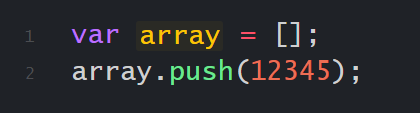 1 var array = [];
2 array.push(12345);